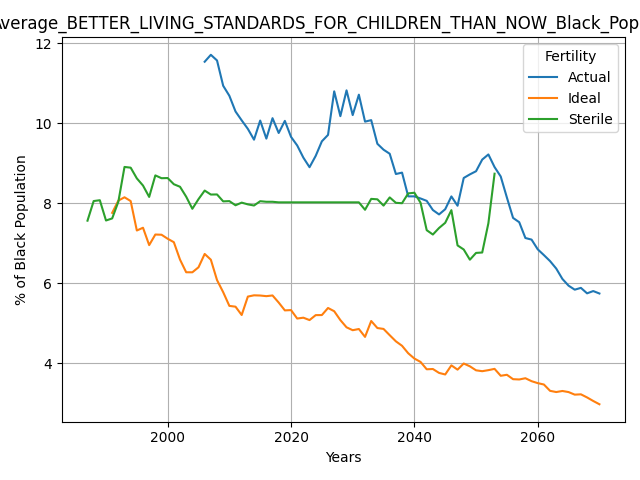 Average_BETTER_LIVING_STANDARDS_FOR_CHILDREN_THAN_NOW_Black_Pop
Fertility
Actual
Ideal
Sterile
% of Black Population
12
10
8
6
4
2000 2020 2040 2060
Years